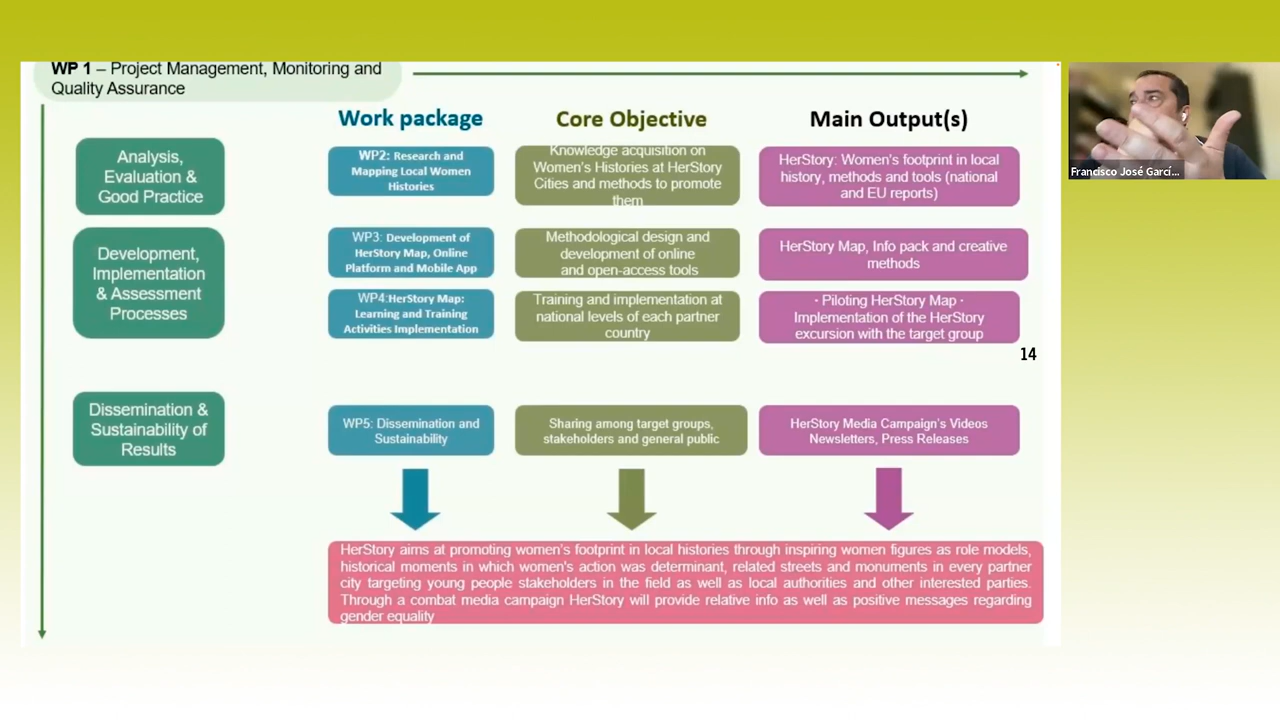 WP 1 – Project Management, Monitoring and
Quality Assurance
Work package
Core Objective
Main Output(s)
Analysis,
Evaluation &
Good Practice
WP2: Research and
Mapping Local Women
Histories
Knowledge acquisition on
Women's Histories at HerStory
Cities and methods to promote
them
HerStory: Women's footprint in local
history, methods and tools (national
and EU reports)
Development,
Implementation
& Assessment
Processes
WP3: Development of
HerStory Map, Online
Platform and Mobile App
Methodological design and
development of online
and open-access tools
HerStory Map, Info pack and creative
methods
WP4:HerStory Map:
Learning and Training
Activities Implementation
Training and implementation at
national levels of each partner
country
· Piloting HerStory Map ·
Implementation of the HerStory
excursion with the target group
14
Dissemination &
Sustainability of
Results
WP5: Dissemination and
Sustainability
Sharing among target groups,
stakeholders and general public
HerStory Media Campaign's Videos
Newsletters, Press Releases
HerStory aims at promoting women's footprint in local histories through inspiring women figures as role models,
historical moments in which women's action was determinant, related streets and monuments in every partner
city targeting young people stakeholders in the field as well as local authorities and other interested parties.
Through a combat media campaign HerStory will provide relative info as well as positive messages regarding
gender equality
Francisco José Garcí...